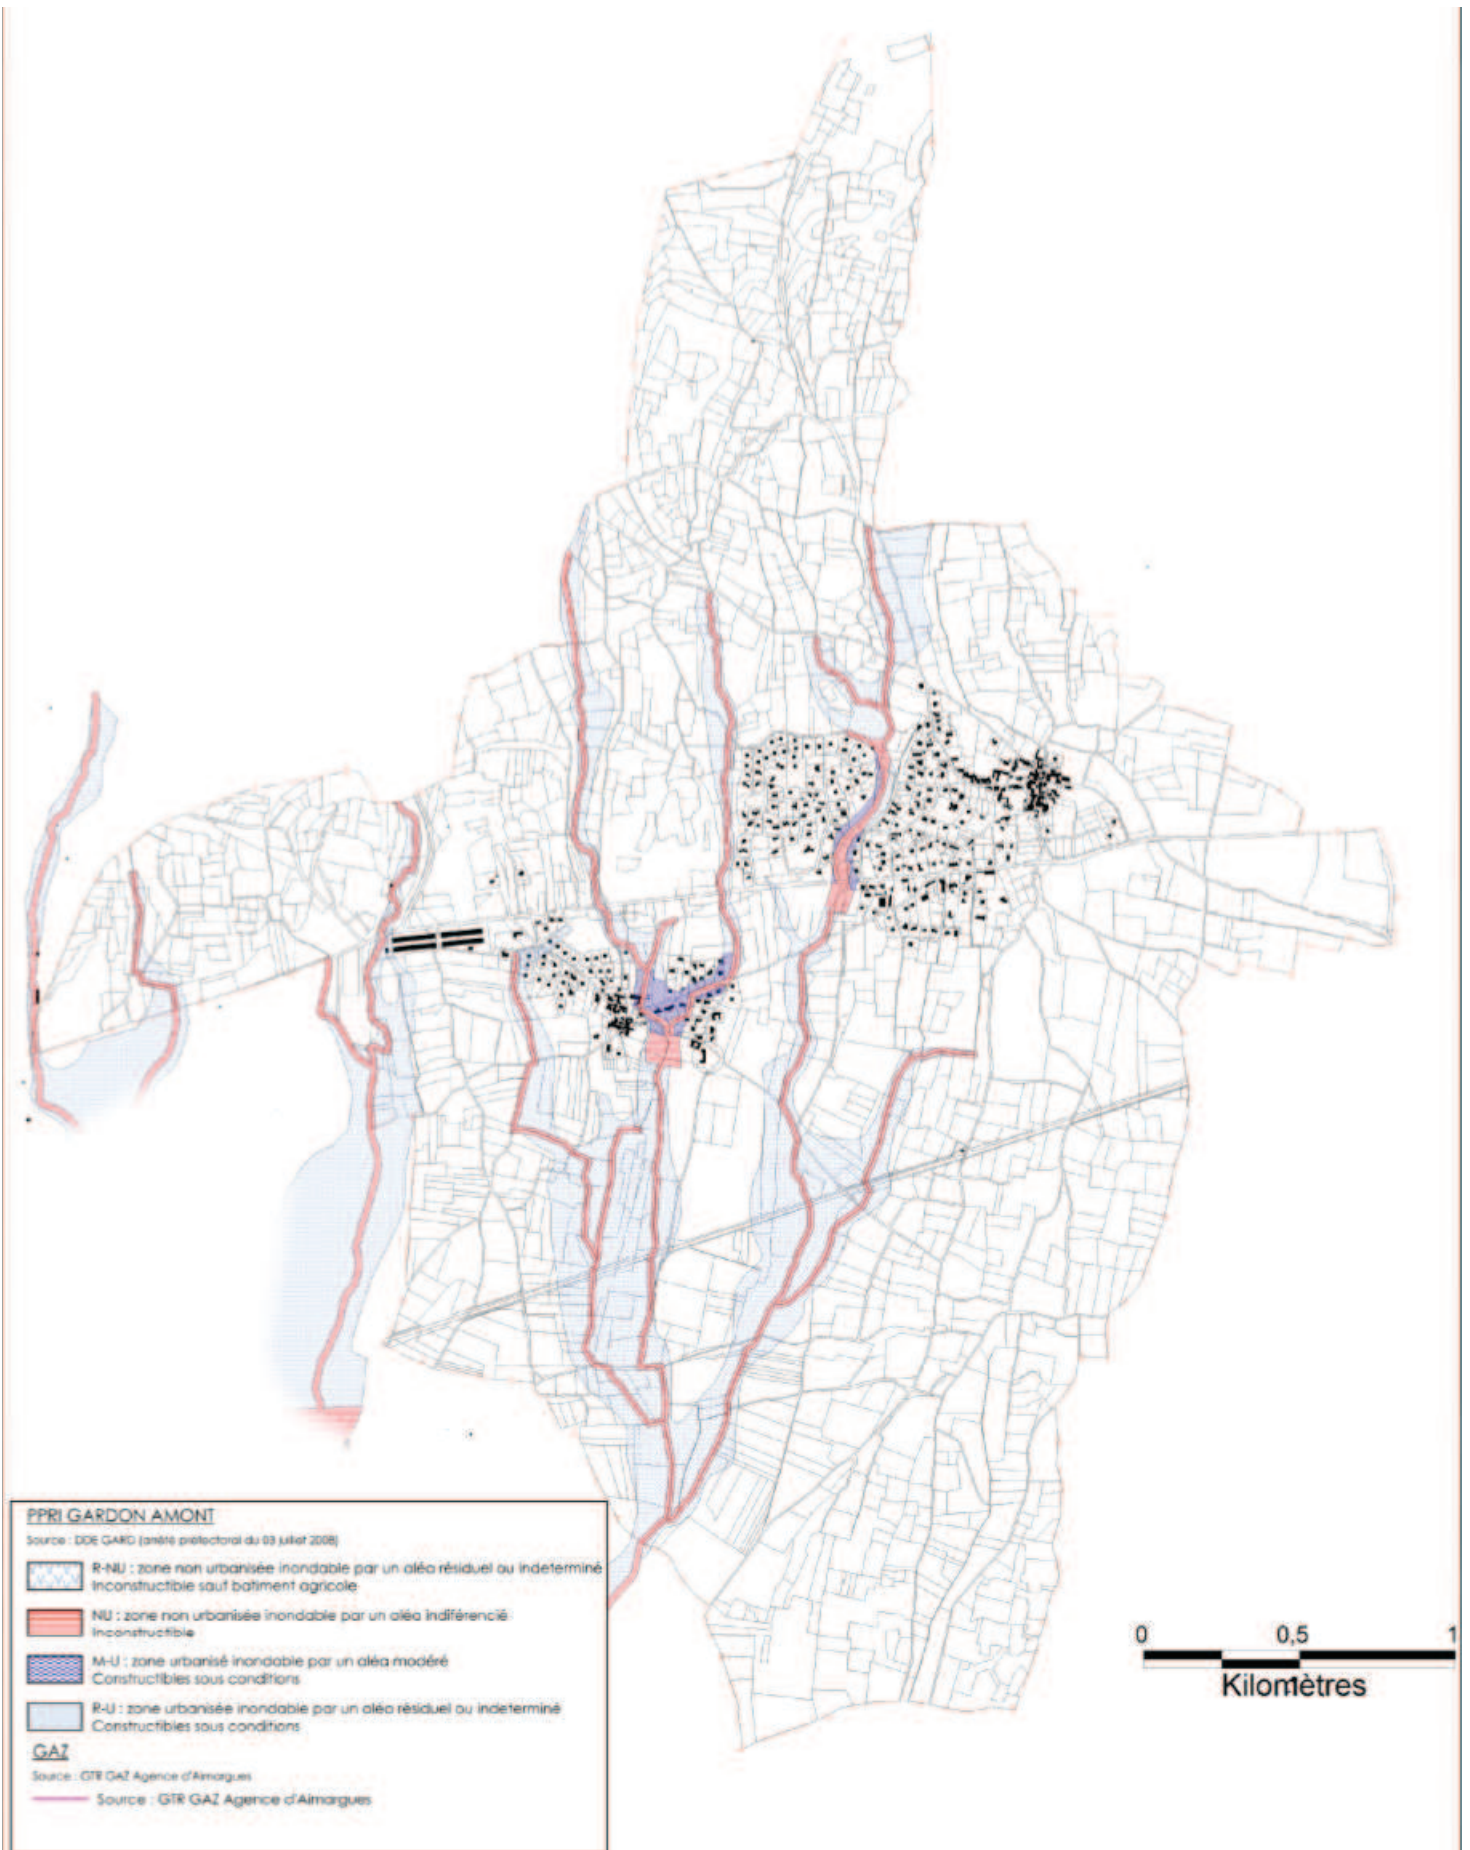 PPRI GARDON AMONT
Source : DDE GARD (arrêté préfectoral du 03 juillet 2008)
R-NU : zone non urbanisée inondable par un aléa résiduel ou indeterminé
Inconstructible sauf batiment agricole
NU : zone non urbanisée inondable par un aléa indiférencié
Inconstructible
M-U : zone urbanisé inondable par un aléa modéré
Constructibles sous conditions
R-U : zone urbanisée inondable par un aléa résiduel ou indeterminé
Constructibles sous conditions
GAZ
Source : GTR GAZ Agence d'Aimargues
Source : GTR GAZ Agence d'Aimargues
0 0,5 1
Kilomètres